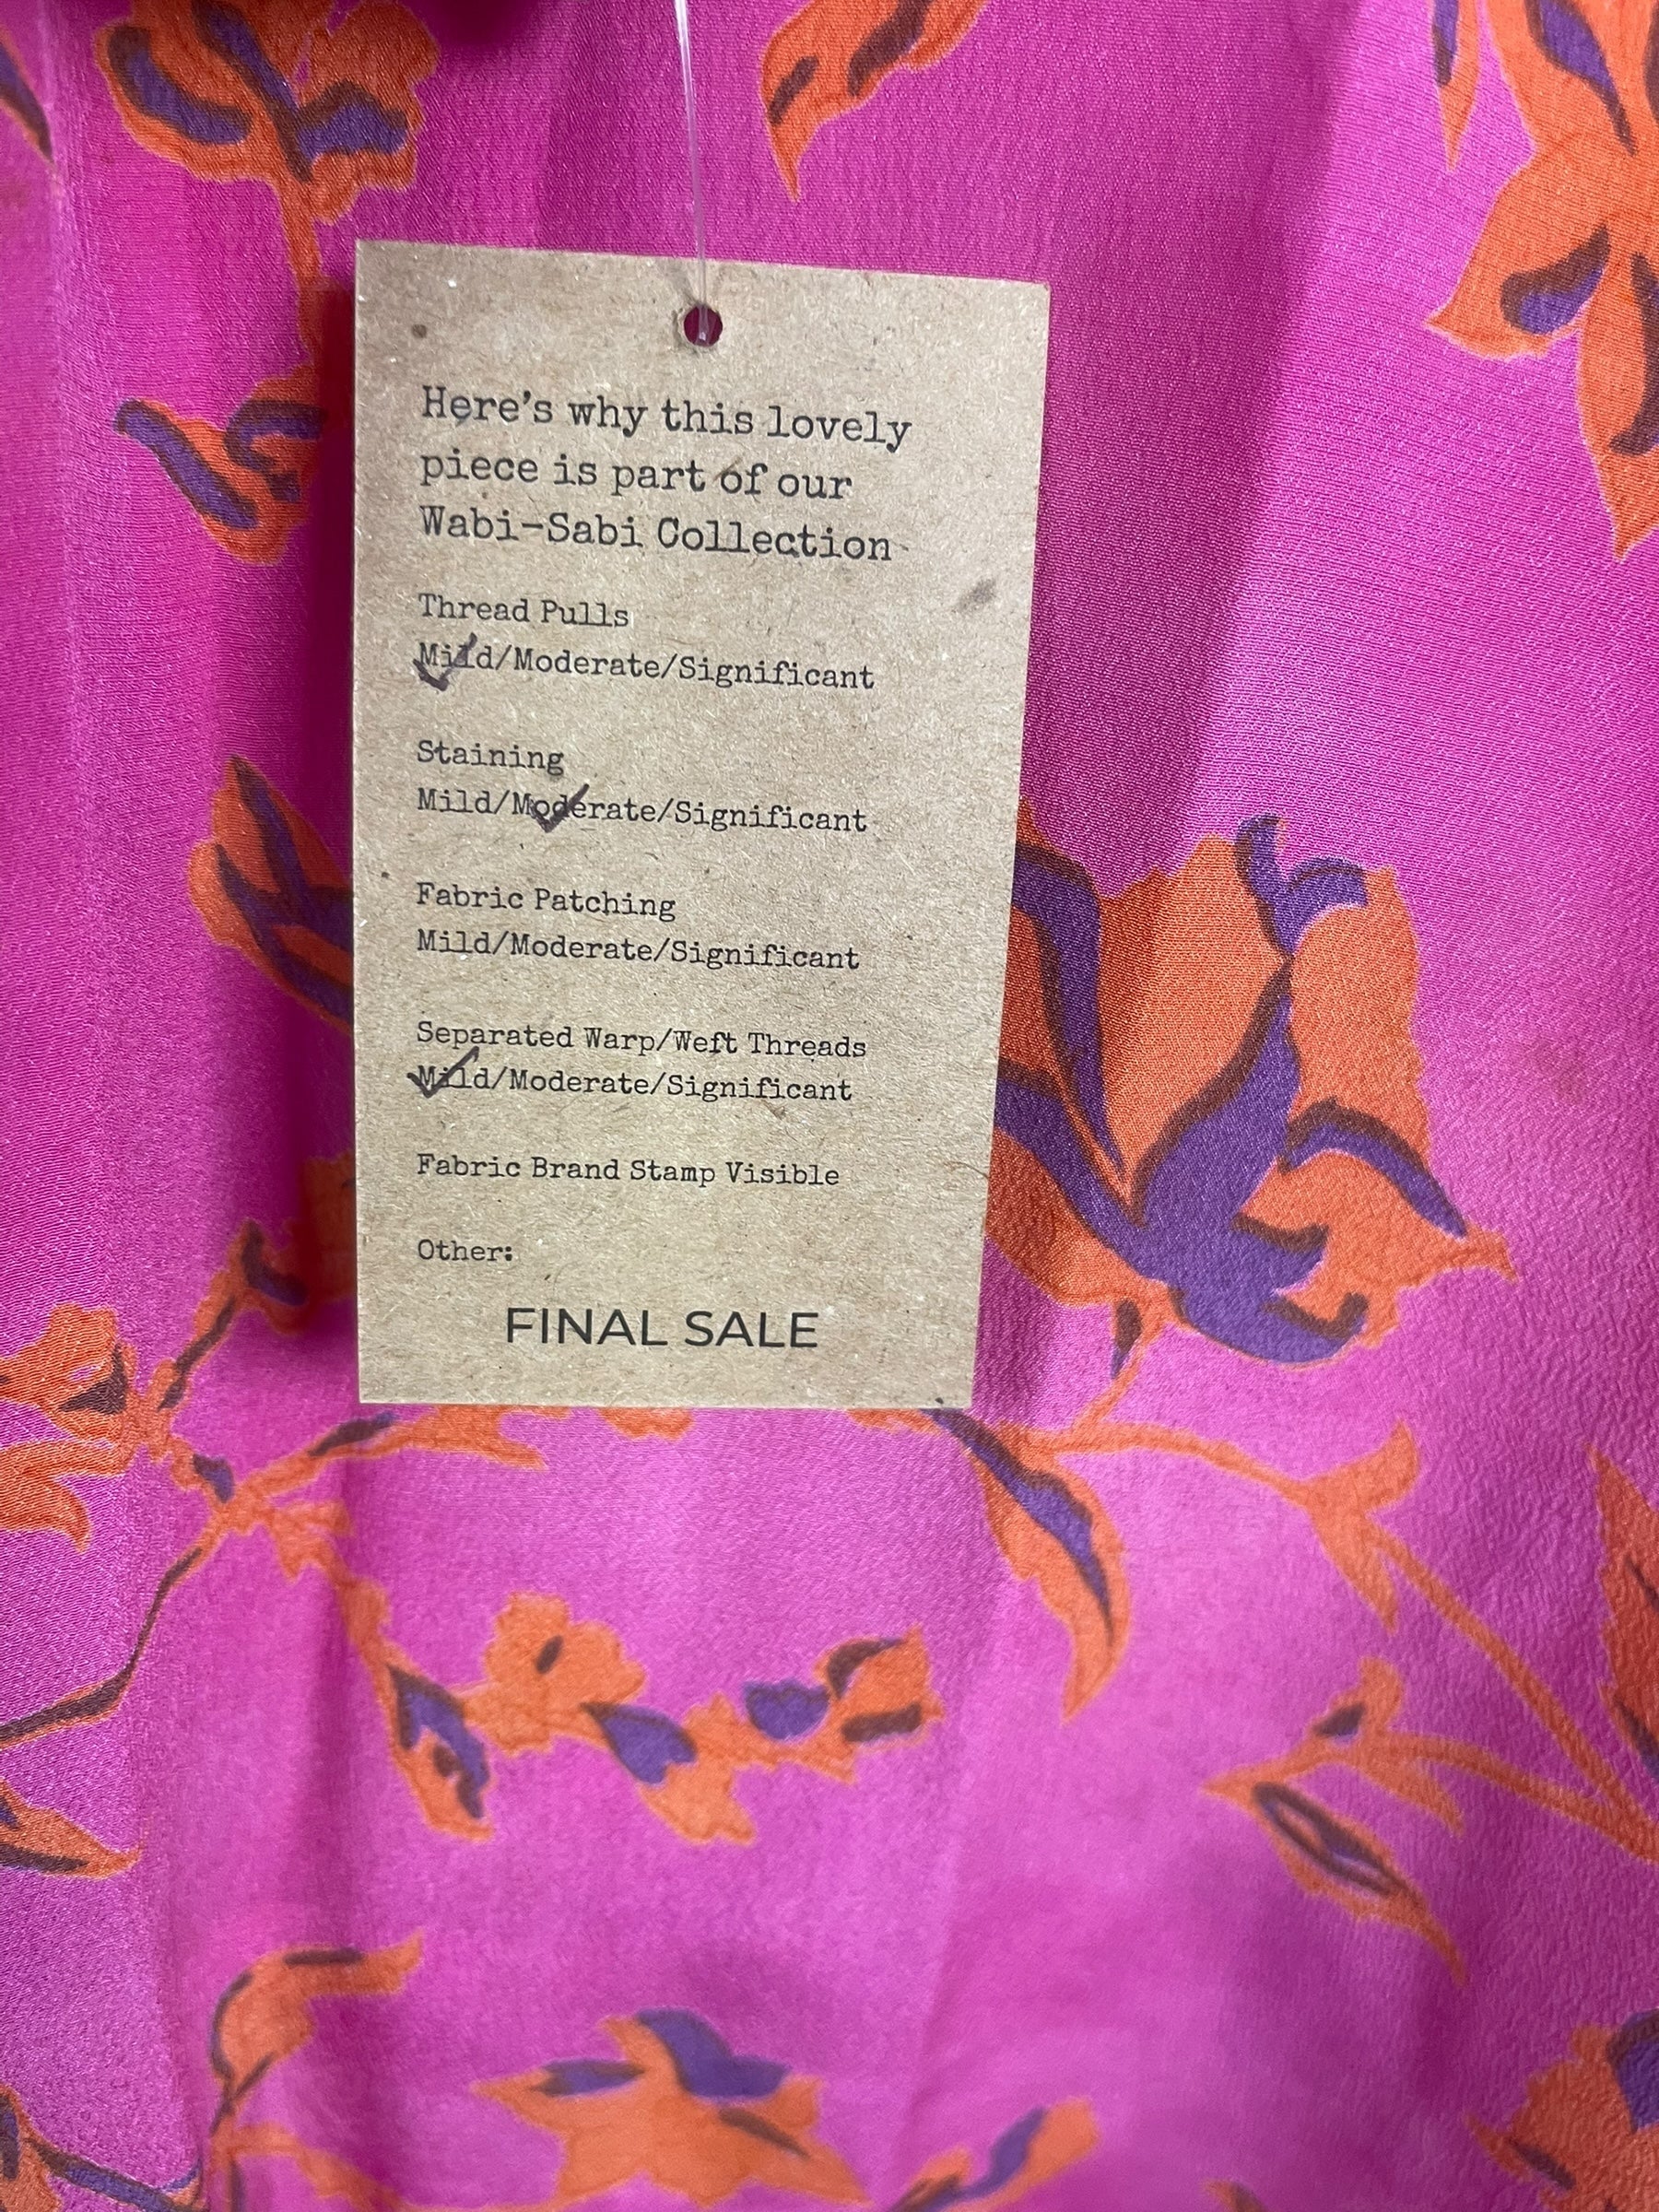 Here's why this lovely
piece is part of our
Wabi-Sabi Collection
Thread Pulls
Mild/Moderate/Significant
Staining
Mild/Moderate/Significant
Fabric Patching
Mild/Moderate/Significant
Separated Warp/Weft Threads
Mild/Moderate/Significant
Fabric Brand Stamp Visible
Other:
FINAL SALE